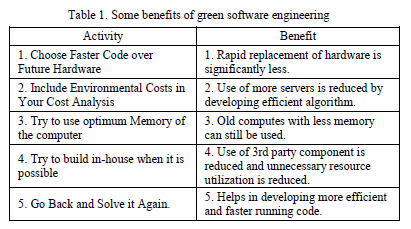 Table 1. Some benefits of green software engineering
Activity Benefit
1. Choose Faster Code over
Future Hardware
1. Rapid replacement of hardware is
significantly less.
2. Include Environmental Costs in
Your Cost Analysis
2. Use of more servers is reduced by
developing efficient algorithm.
3. Try to use optimum Memory of
the computer
3. Old computes with less memory
can still be used.
4. Try to build in-house when it is
possible
4. Use of 3rd party component is
reduced and unnecessary resource
utilization is reduced.
5. Go Back and Solve it Again.
5. Helps in developing more efficient
and faster running code.